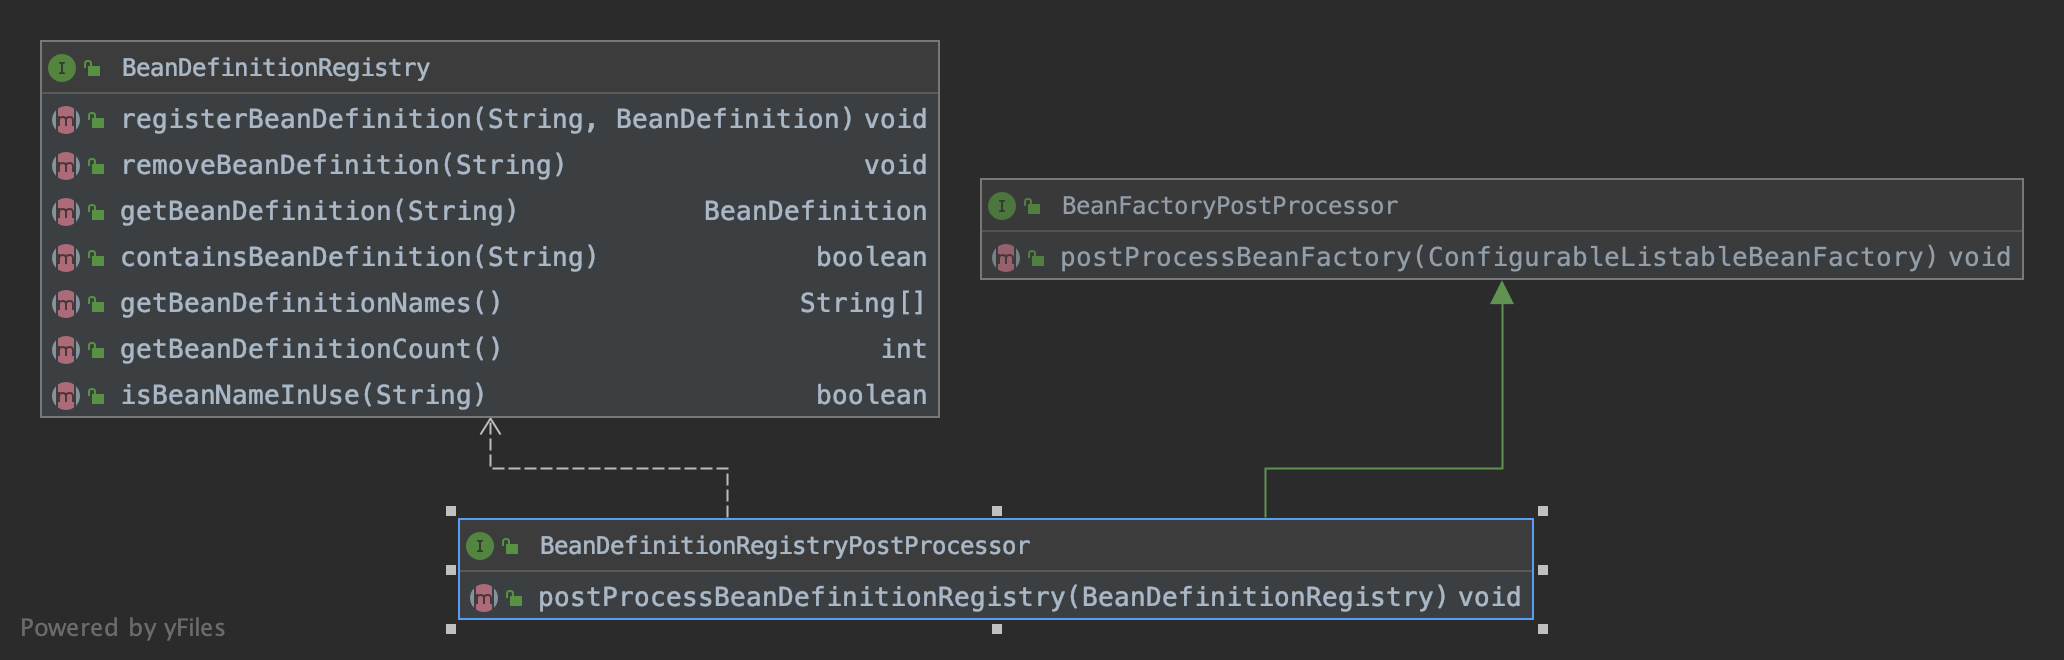 BeanDefinitionRegistry
registerBeanDefinition(String, BeanDefinition) void
removeBeanDefinition(String) void
getBeanDefinition(String) BeanDefinition
containsBeanDefinition(String) boolean
getBeanDefinitionNames() String[]
getBeanDefinitionCount() int
isBeanNameInUse(String) boolean
BeanFactoryPostProcessor
postProcessBeanFactory(ConfigurableListableBeanFactory) void
BeanDefinitionRegistryPostProcessor
postProcessBeanDefinitionRegistry(BeanDefinitionRegistry) void
Powered by yFiles